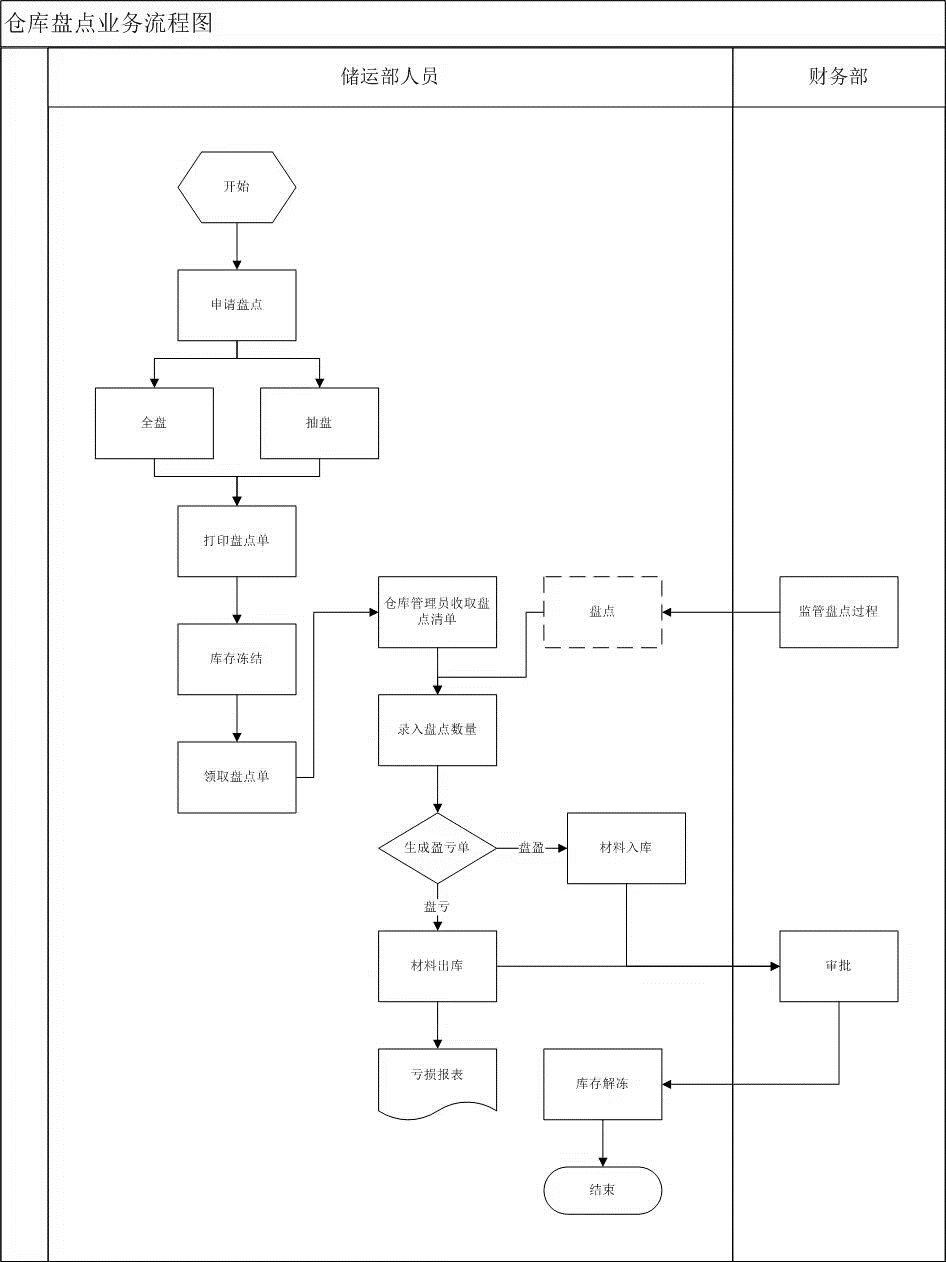 仓库盘点业务流程图
储运部人员
财务部
开始
申请盘点
全盘
抽盘
打印盘点单
仓库管理员收取盘
点清单
盘点
监管盘点过程
库存冻结
录入盘点数量
领取盘点单
生成盈亏单
盘盈
材料入库
盘亏
材料出库
审批
亏损报表
库存解冻
结束